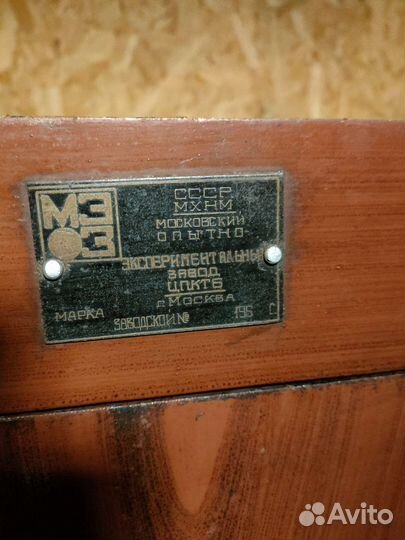 МЭЗ
СССР
МХНМ
МОСКОВСКИЙ
ОПЫТНО-
ЭКСПЕРИМЕНТАЛЬНЫЙ
ЗАВОД
ЦПКТБ
Г. МОСКВА
МАРКА
ЗАВОДСКОЙ №
195 Г.
Avito